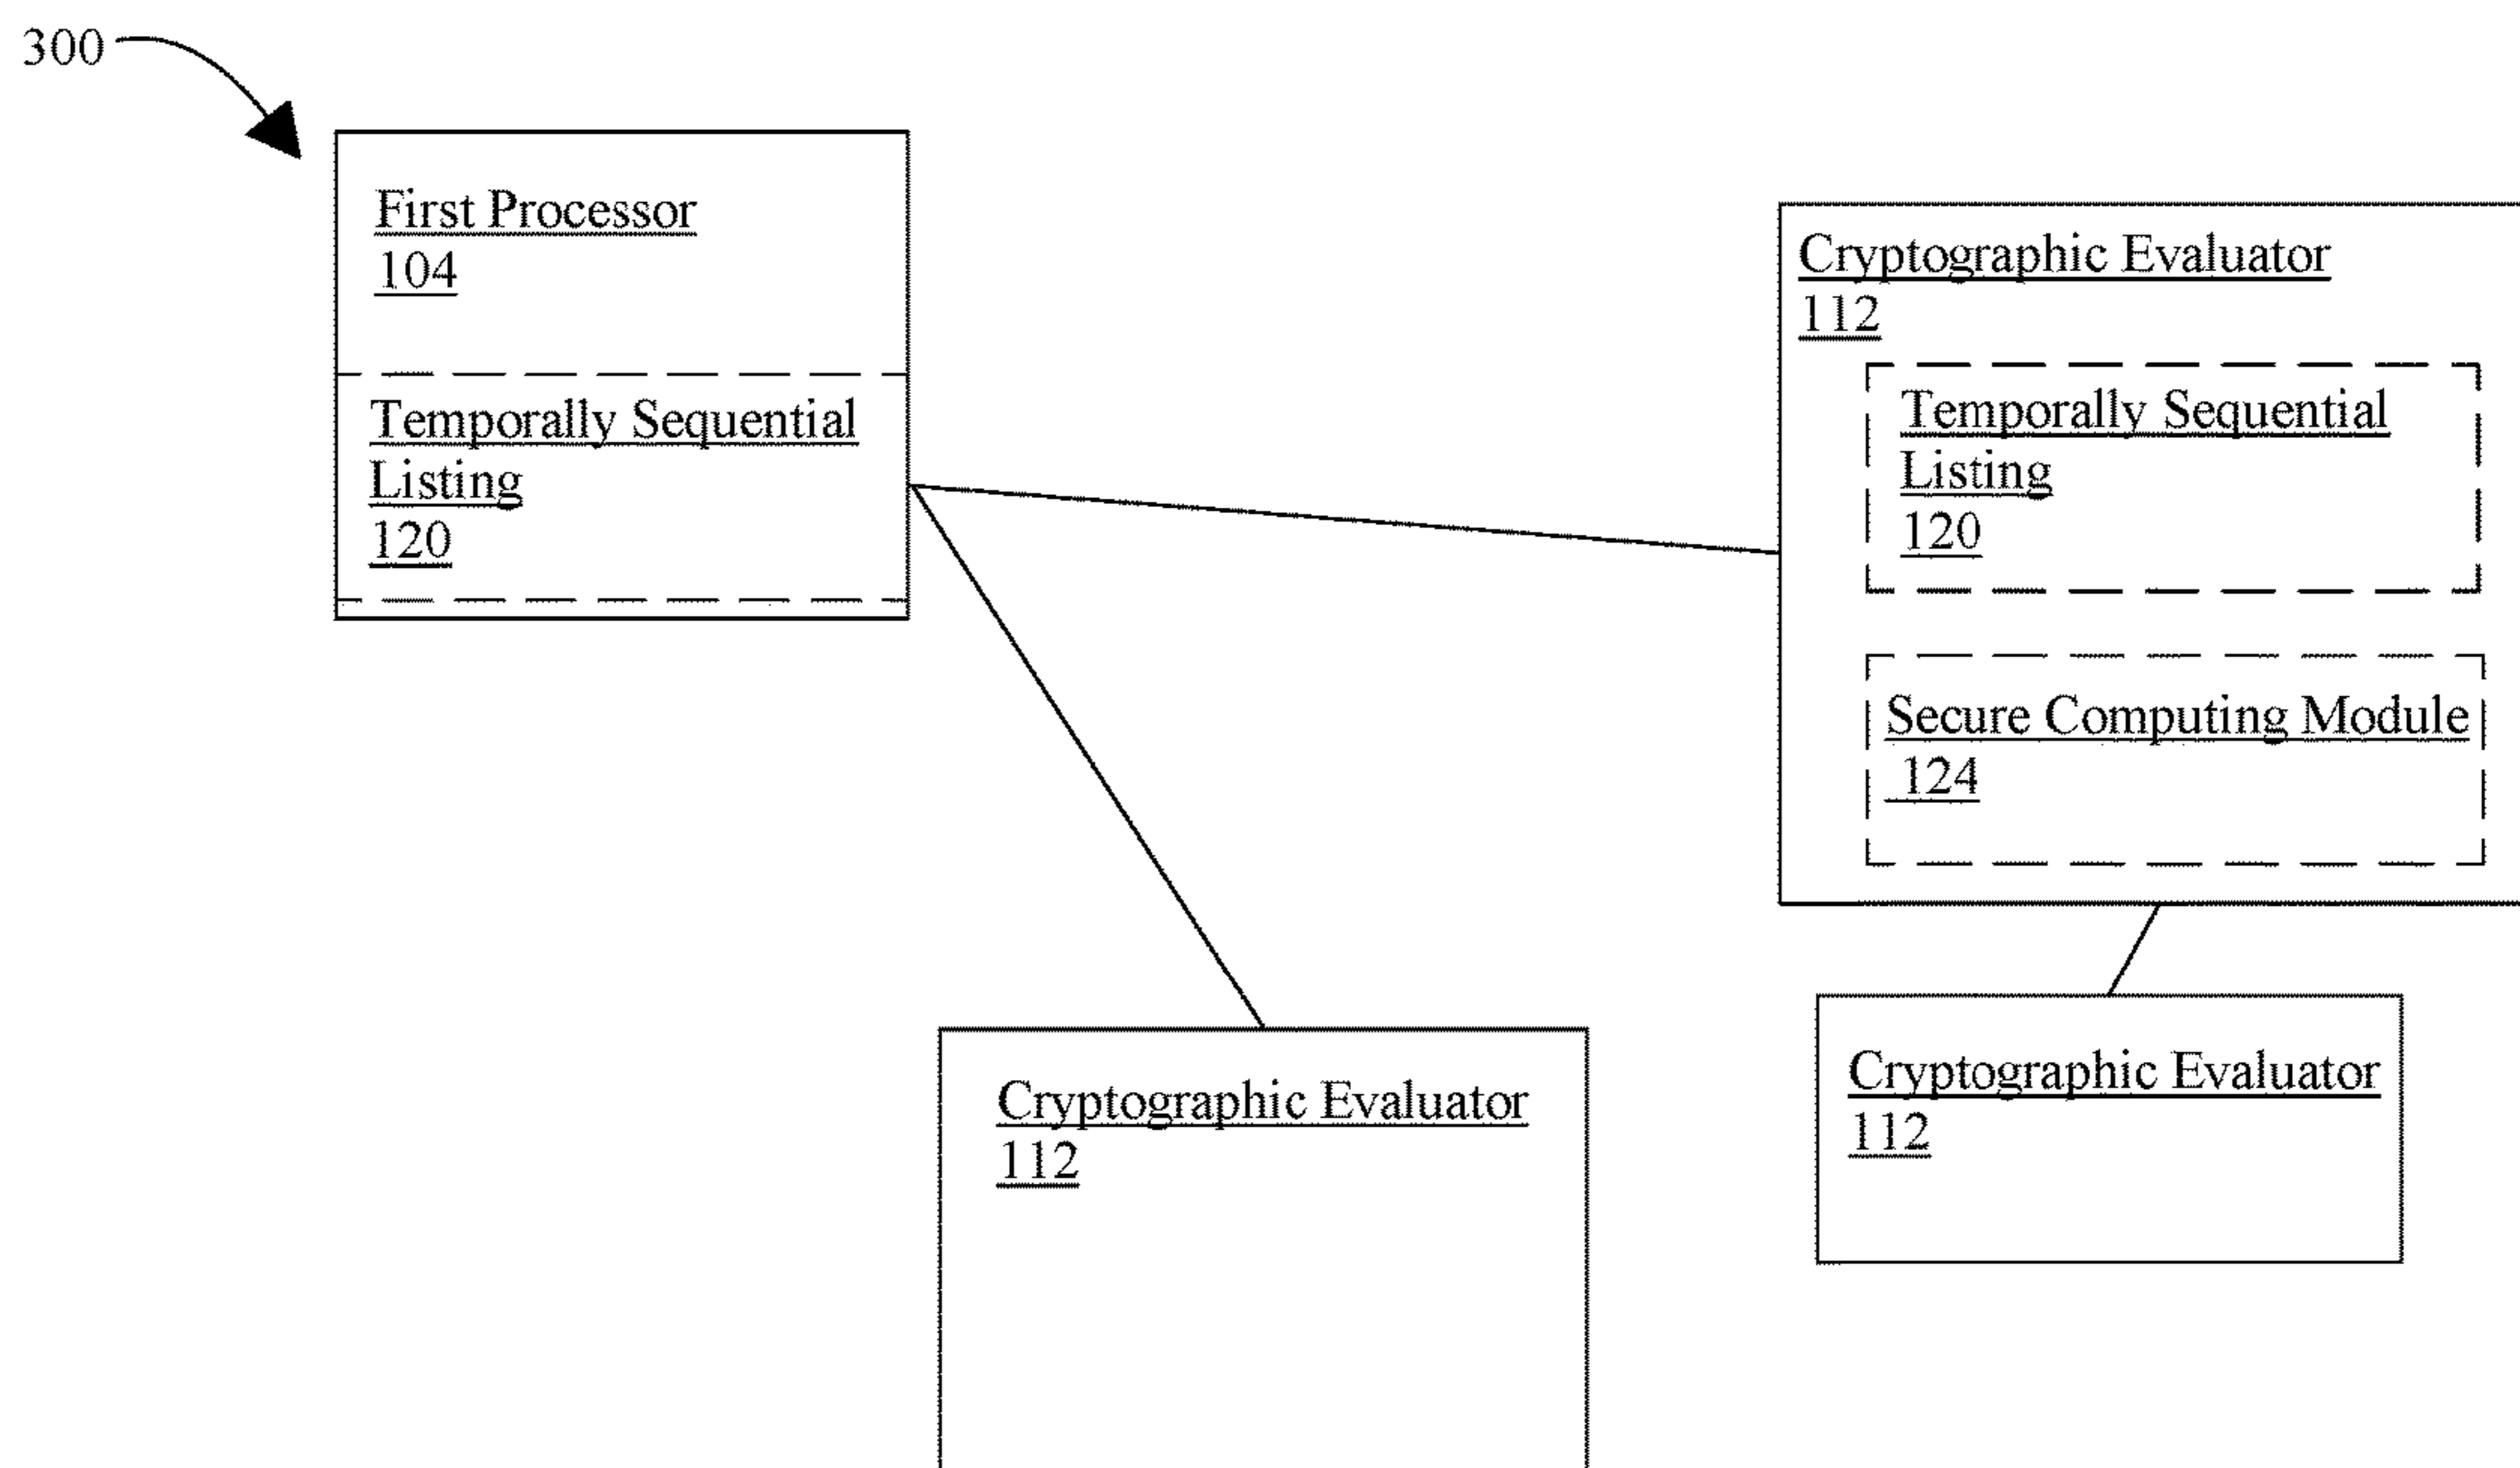 300
First Processor
104
Temporally Sequential
Listing
120
Cryptographic Evaluator
112
Temporally Sequential
Listing
120
Secure Computing Module
124
Cryptographic Evaluator
112
Cryptographic Evaluator
112